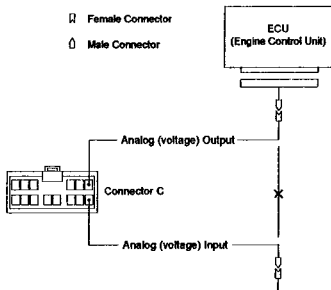 Female Connector
Male Connector
ECU
(Engine Control Unit)
Analog (voltage) Output
Connector C
Analog (voltage) Input